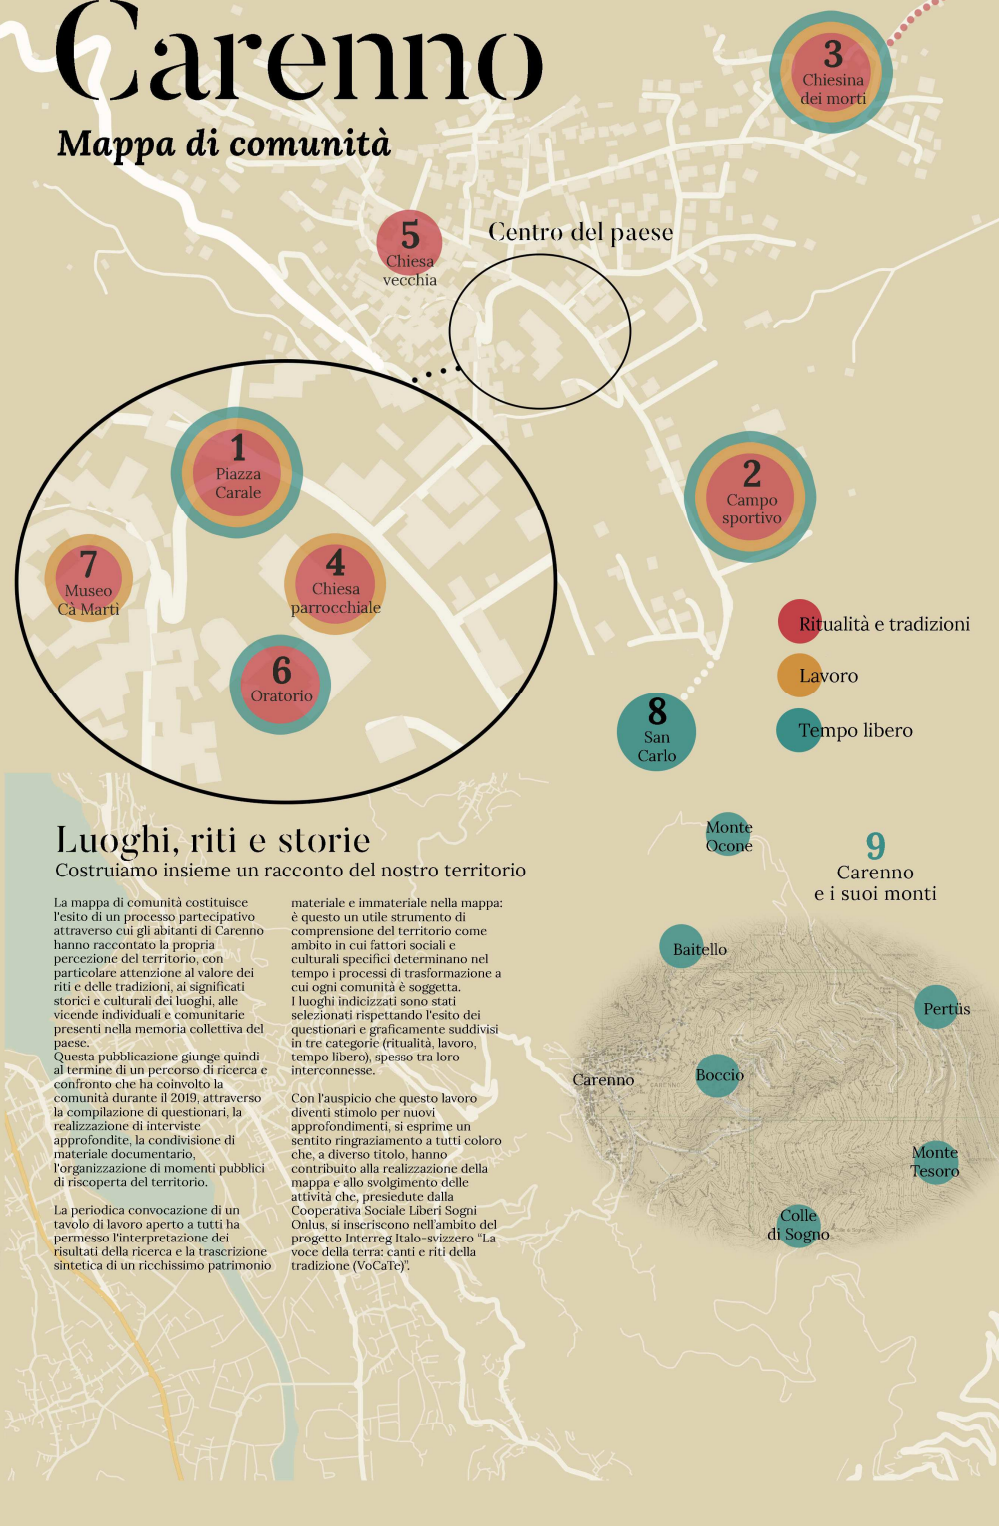 Carenno
Mappa di comunità
3
Chiesina
dei morti
5
Chiesa
vecchia
Centro del paese
1
Piazza
Carale
2
Campo
sportivo
7
Museo
Cà Martì
4
Chiesa
parrocchiale
6
Oratorio
Ritualità e tradizioni
Lavoro
Tempo libero
8
San
Carlo
Luoghi, riti e storie
Costruiamo insieme un racconto del nostro territorio
La mappa di comunità costituisce
l'esito di un processo partecipativo
attraverso cui gli abitanti di Carenno
hanno raccontato la propria
percezione del territorio, con
particolare attenzione al valore dei
riti e delle tradizioni, ai significati
storici e culturali dei luoghi, alle
vicende individuali e comunitarie
presenti nella memoria collettiva del
paese.
Questa pubblicazione giunge quindi
al termine di un percorso di ricerca e
confronto che ha coinvolto la
comunità durante il 2019, attraverso
la compilazione di questionari, la
realizzazione di interviste
approfondite, la condivisione di
materiale documentario,
l'organizzazione di momenti pubblici
di riscoperta del territorio.
La periodica convocazione di un
tavolo di lavoro aperto a tutti ha
permesso l'interpretazione dei
risultati della ricerca e la trascrizione
sintetica di un ricchissimo patrimonio
materiale e immateriale nella mappa:
è questo un utile strumento di
comprensione del territorio come
ambito in cui fattori sociali e
culturali specifici determinano nel
tempo i processi di trasformazione a
cui ogni comunità è soggetta.
I luoghi indicizzati sono stati
selezionati rispettando l'esito dei
questionari e graficamente suddivisi
in tre categorie (ritualità, lavoro,
tempo libero), spesso tra loro
interconnesse.
Con l'auspicio che questo lavoro
diventi stimolo per nuovi
approfondimenti, si esprime un
sentito ringraziamento a tutti coloro
che, a diverso titolo, hanno
contribuito alla realizzazione della
mappa e allo svolgimento delle
attività che, presiedute dalla
Cooperativa Sociale Liberi Sogni
Onlus, si inseriscono nell'ambito del
progetto Interreg Italo-svizzero “La
voce della terra: canti e riti della
tradizione (VoCaTe)”.
Monte
Ocone
9
Carenno
e i suoi monti
Baitello
Pertüs
Carenno
Boccio
Monte
Tesoro
Colle
di Sogno